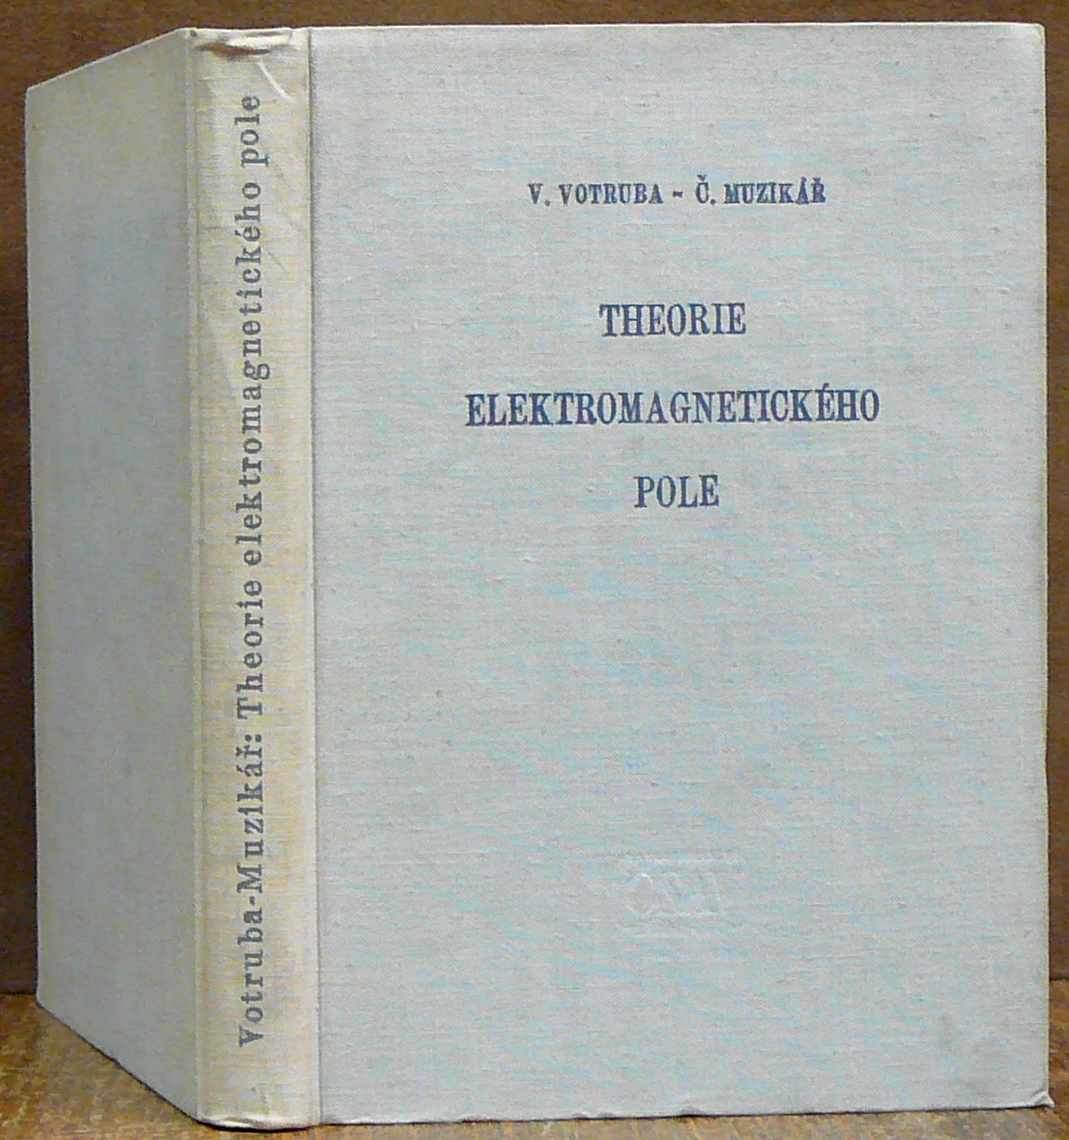 Votruba-Muzikář: Theorie elektromagnetického pole
V. VOTRUBA - Č. MUZIKÁŘ
THEORIE
ELEKTROMAGNETICKÉHO
POLE